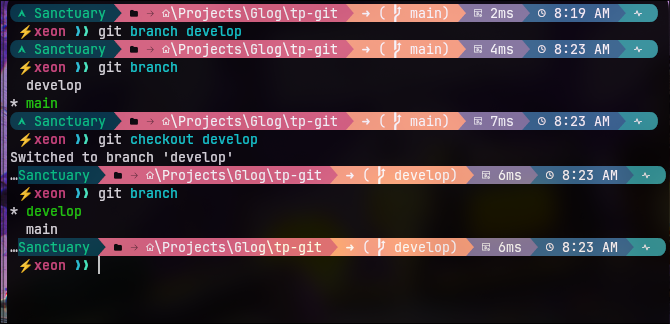 Sanctuary → ~\Projects\Glog\tp-git → ( main) 2ms 8:19 AM
⚡xeon ❯❯ git branch develop
Sanctuary → \Projects\Glog\tp-git → ( main) 4ms 8:23 AM
⚡xeon ❯❯ git branch
develop
* main
Sanctuary → \Projects\Glog\tp-git → ( main) 7ms 8:23 AM
⚡xeon ❯❯ git checkout develop
Switched to branch 'develop'
…Sanctuary → \Projects\Glog\tp-git → ( develop) 6ms 8:23 AM
⚡xeon ❯❯ git branch
* develop
main
…Sanctuary → \Projects\Glog\tp-git → ( develop) 6ms 8:23 AM
⚡xeon ❯❯